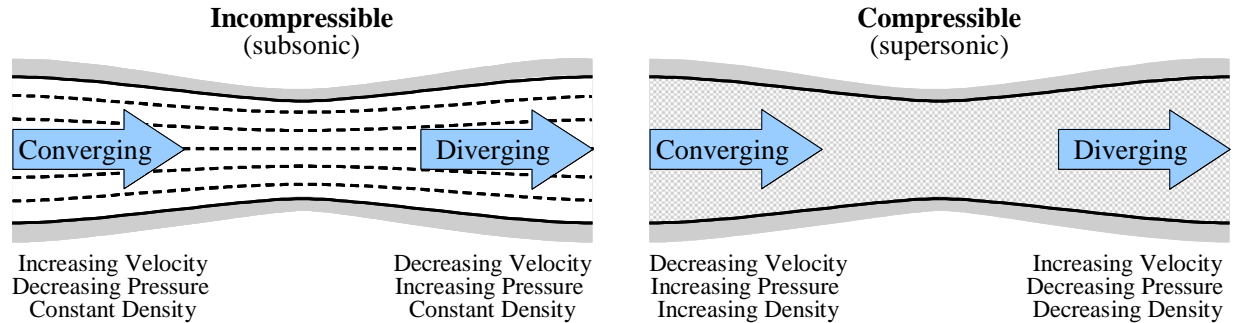 Incompressible
(subsonic)
Converging
Diverging
Increasing Velocity
Decreasing Pressure
Constant Density
Decreasing Velocity
Increasing Pressure
Constant Density
Compressible
(supersonic)
Converging
Diverging
Decreasing Velocity
Increasing Pressure
Increasing Density
Increasing Velocity
Decreasing Pressure
Decreasing Density